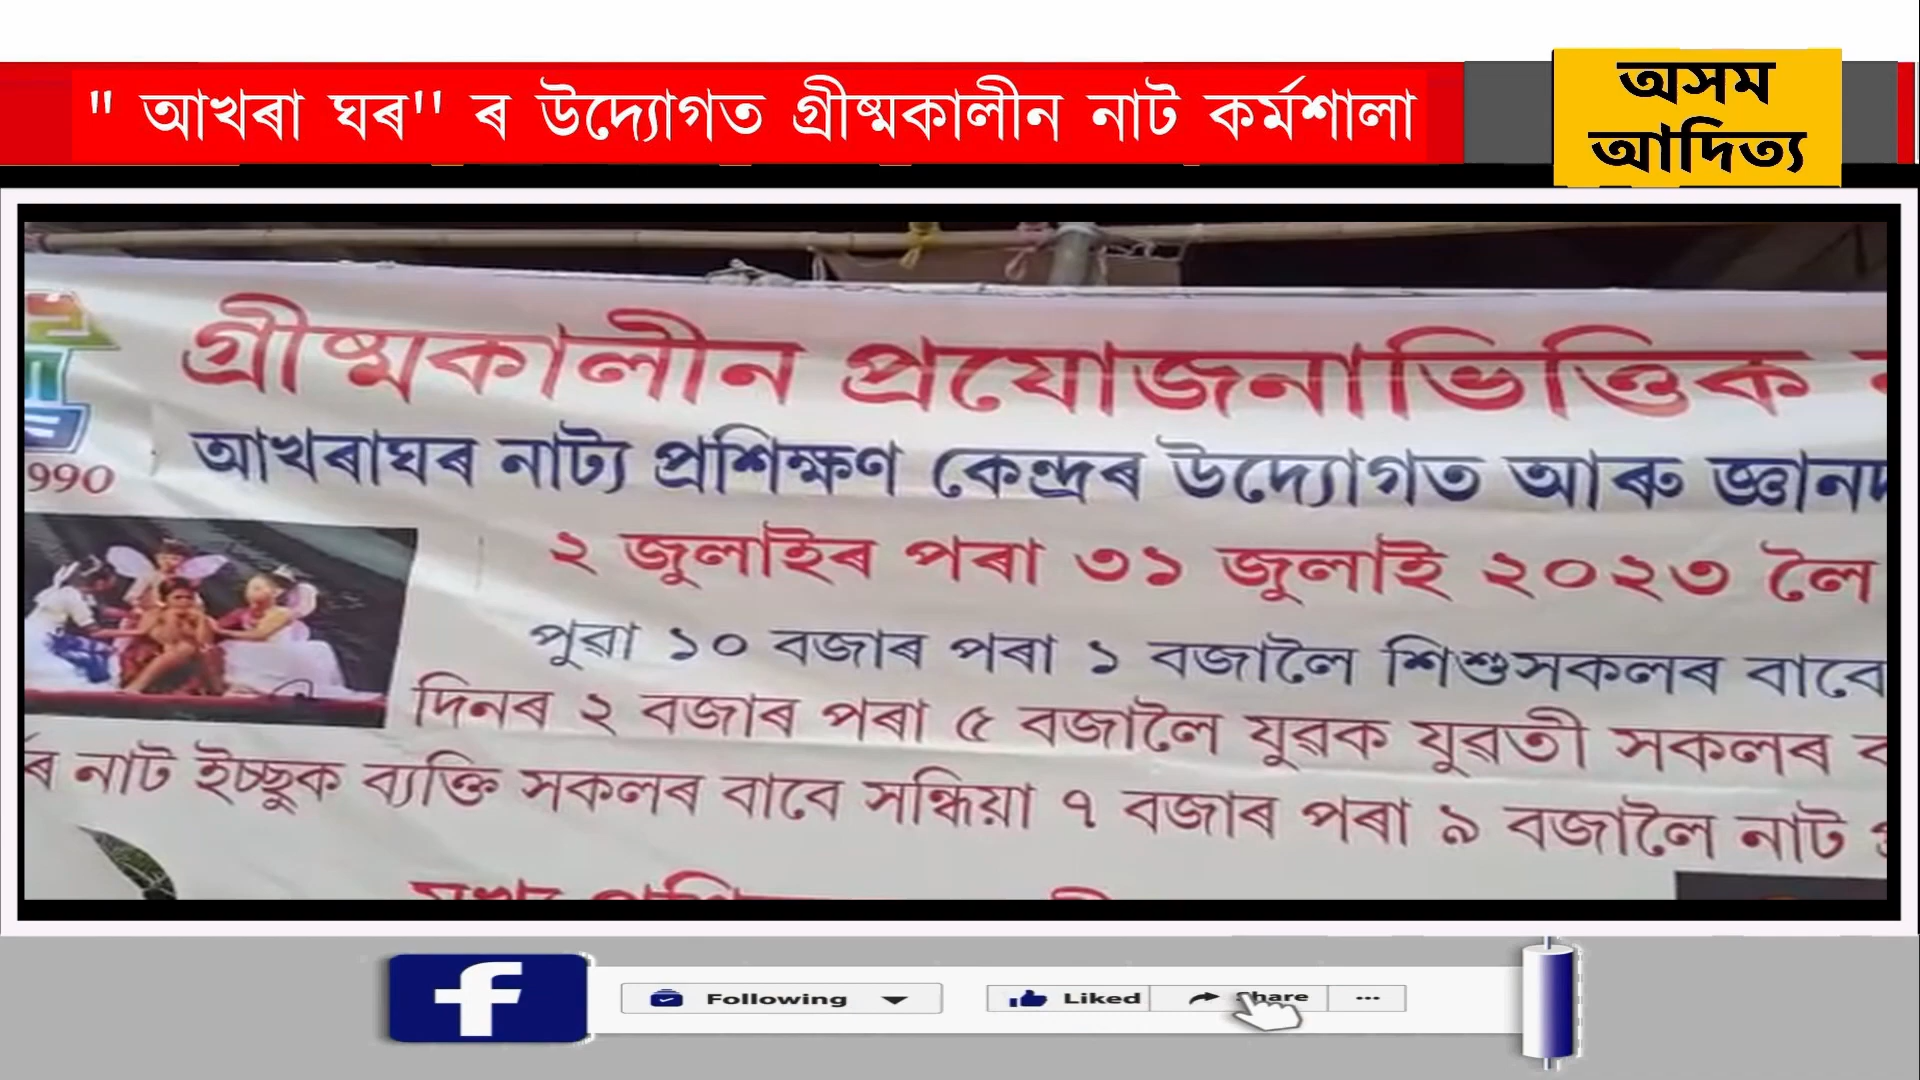 " আখৰা ঘৰ'' ৰ উদ্যোগত গ্ৰীষ্মকালীন নাট কৰ্মশালা
অসম
আদিত্য
গ্ৰীষ্মকালীন প্ৰযোজনাভিত্তিক
আখৰাঘৰ নাট্য প্ৰশিক্ষণ কেন্দ্ৰৰ উদ্যোগত আৰু
990
২ জুলাইৰ পৰা ৩১ জুলাই ২০২৩ লৈ
পুৱা ১০ বজাৰ পৰা ১ বজালৈ শিশুসকলৰ বাবে
দিনৰ ২ বজাৰ পৰা ৫ বজালৈ যুৱক যুৱতী সকলৰ
নাট ইচ্ছুক ব্যক্তি সকলৰ বাবে সন্ধিয়া ৭ বজাৰ পৰা ৯ বজালৈ নাট
f
Following
Liked
Share